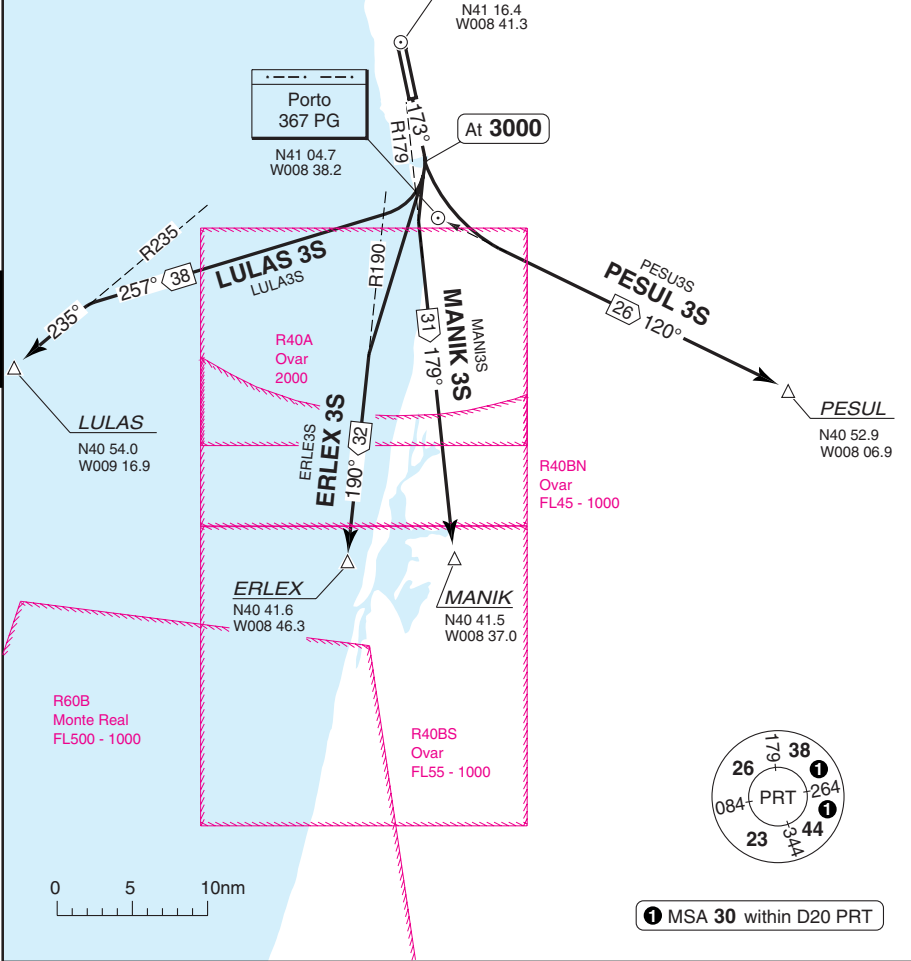 N41 16.4
W008 41.3
Porto
367 PG
N41 04.7
W008 38.2
173°
R179
At 3000
R235
257° 38
235°
LULAS 3S
LULA3S
R190
PESU3S
PESUL 3S
26 120°
MANI3S
MANIK 3S
31 179°
R40A
Ovar
2000
ERLE3S
ERLEX 3S
190° 32
LULAS
N40 54.0
W009 16.9
PESUL
N40 52.9
W008 06.9
R40BN
Ovar
FL45 - 1000
ERLEX
N40 41.6
W008 46.3
MANIK
N40 41.5
W008 37.0
R60B
Monte Real
FL500 - 1000
R40BS
Ovar
FL55 - 1000
179
38
26
1
264
084
PRT
1
44
23
344
0 5 10nm
1 MSA 30 within D20 PRT